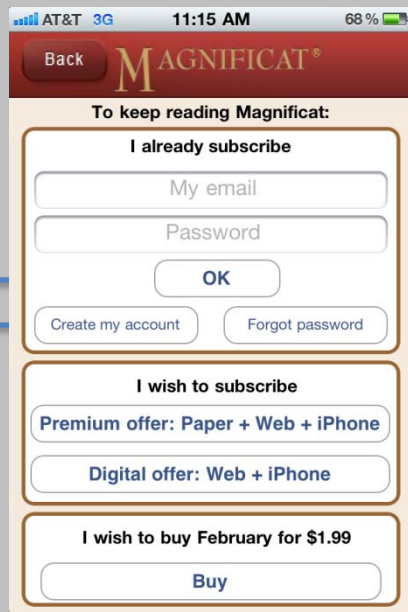 AT&T 3G 11:15 AM 68 %
Back MAGNIFICAT®
To keep reading Magnificat:
I already subscribe
My email
Password
OK
Create my account Forgot password
I wish to subscribe
Premium offer: Paper + Web + iPhone
Digital offer: Web + iPhone
I wish to buy February for $1.99
Buy